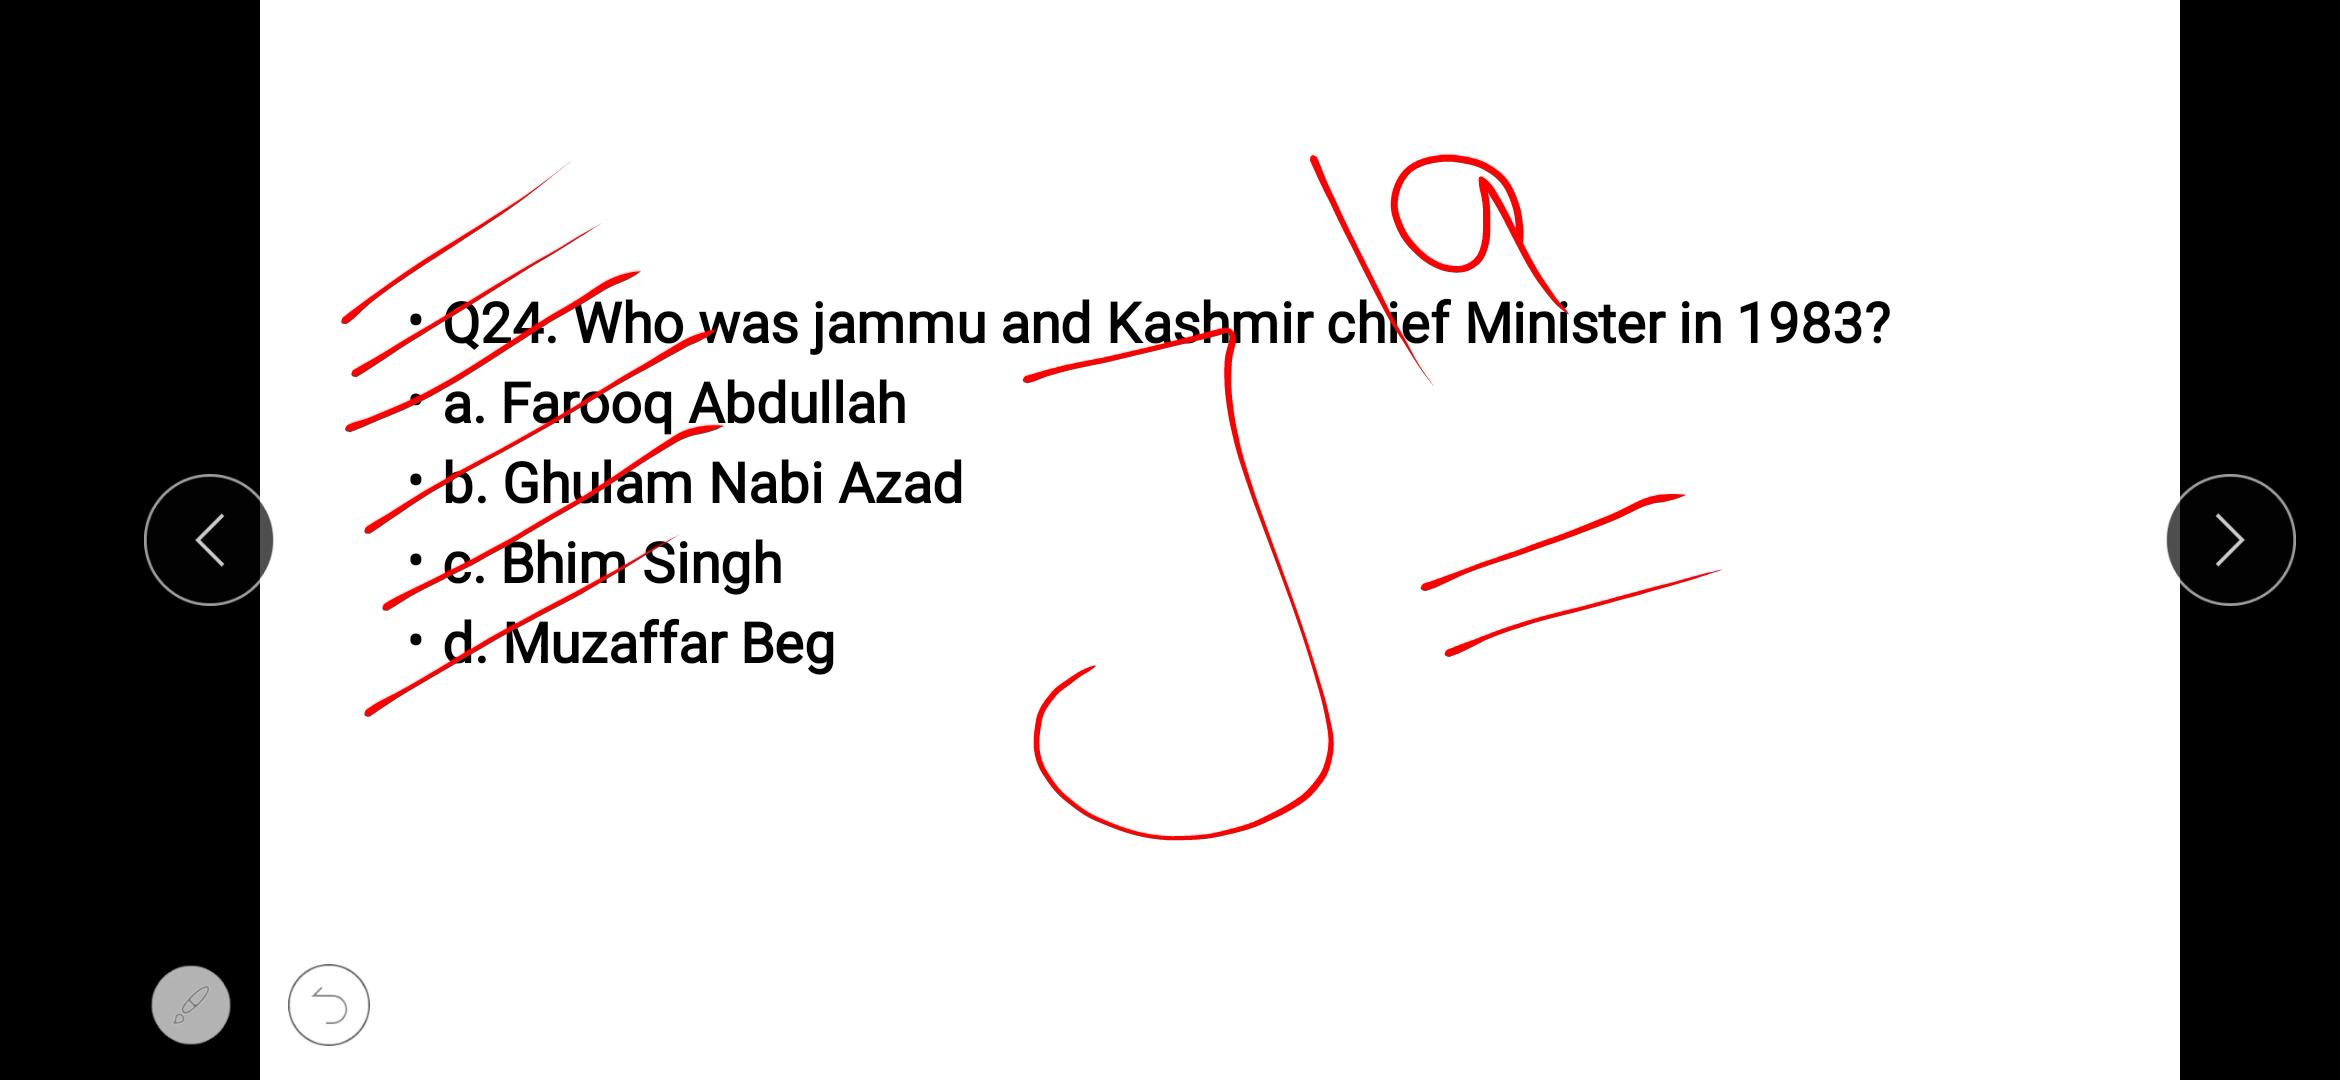 • Q24. Who was jammu and Kashmir chief Minister in 1983?
• a. Farooq Abdullah
• b. Ghulam Nabi Azad
• c. Bhim Singh
• d. Muzaffar Beg